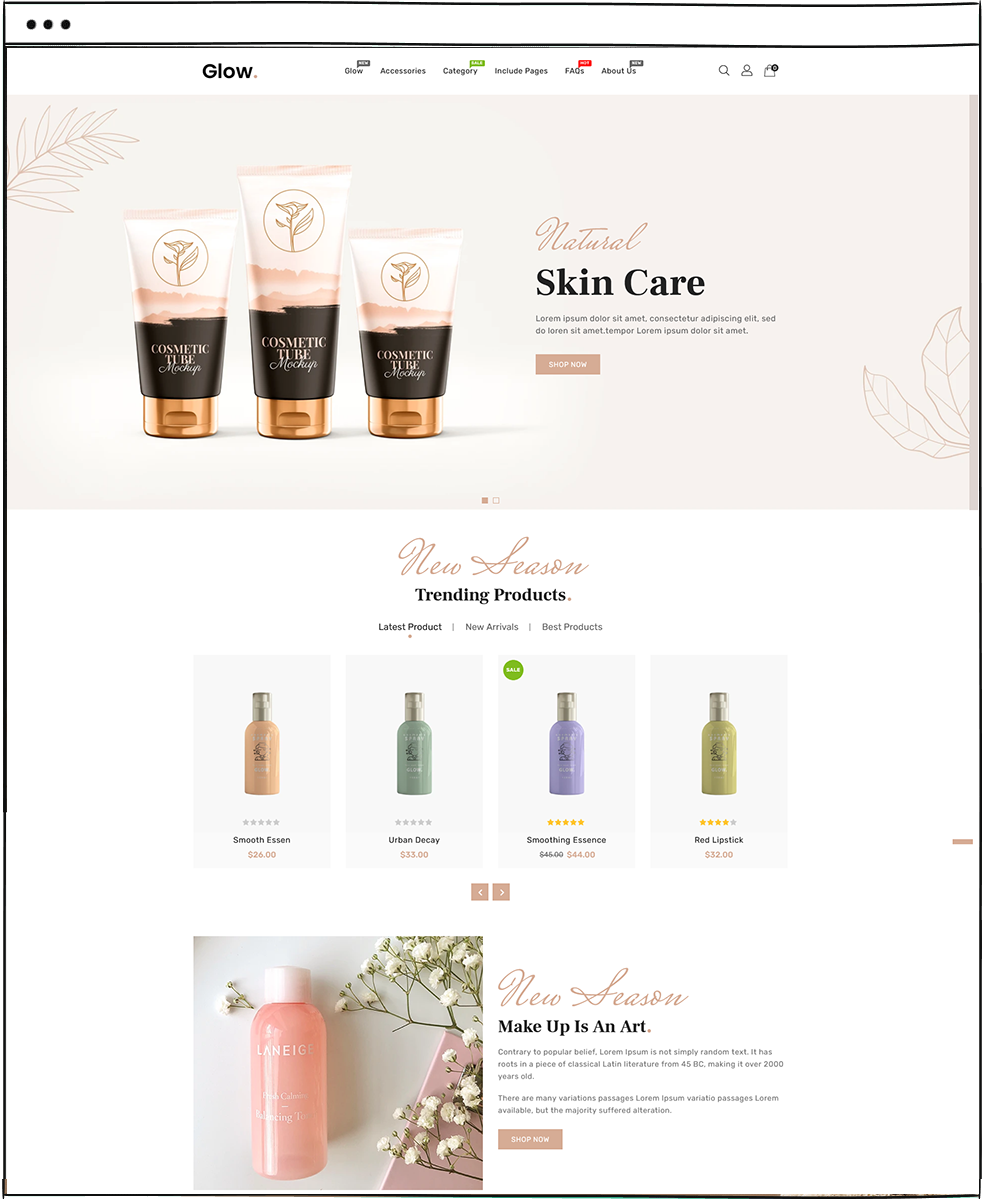 Glow.
NEW
Glow
Accessories
SALE
Category
Include Pages
HOT
FAQs
NEW
About Us
0
COSMETIC
TUBE
Mockup
COSMETIC
TUBE
Mockup
COSMETIC
TUBE
Mockup
Natural
Skin Care
Lorem ipsum dolor sit amet, consectetur adipiscing elit, sed
do loren sit amet.tempor Lorem ipsum dolor sit amet.
SHOP NOW
New Season
Trending Products.
Latest Product | New Arrivals | Best Products
SALE
Smooth Essen
$26.00
Urban Decay
$33.00
Smoothing Essence
$45.00 $44.00
Red Lipstick
$32.00
LANEIGE
Fresh Calming
New Season
Make Up Is An Art.
Contrary to popular belief, Lorem Ipsum is not simply random text. It has
roots in a piece of classical Latin literature from 45 BC, making it over 2000
years old.
There are many variations passages Lorem Ipsum variatio passages Lorem
available, but the majority suffered alteration.
SHOP NOW